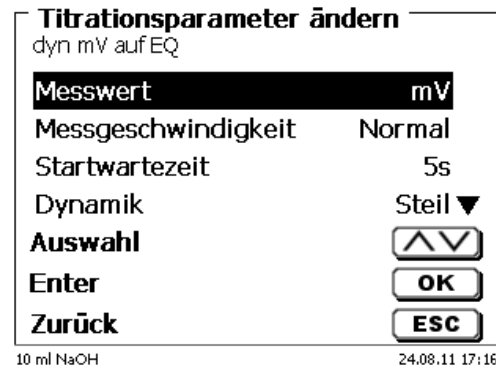 Titrationsparameter ändern
dyn mV auf EQ
Messwert mV
Messgeschwindigkeit Normal
Startwartezeit 5s
Dynamik Steil ▼
Auswahl
Enter OK
Zurück ESC
10 ml NaOH 24.08.11 17:16